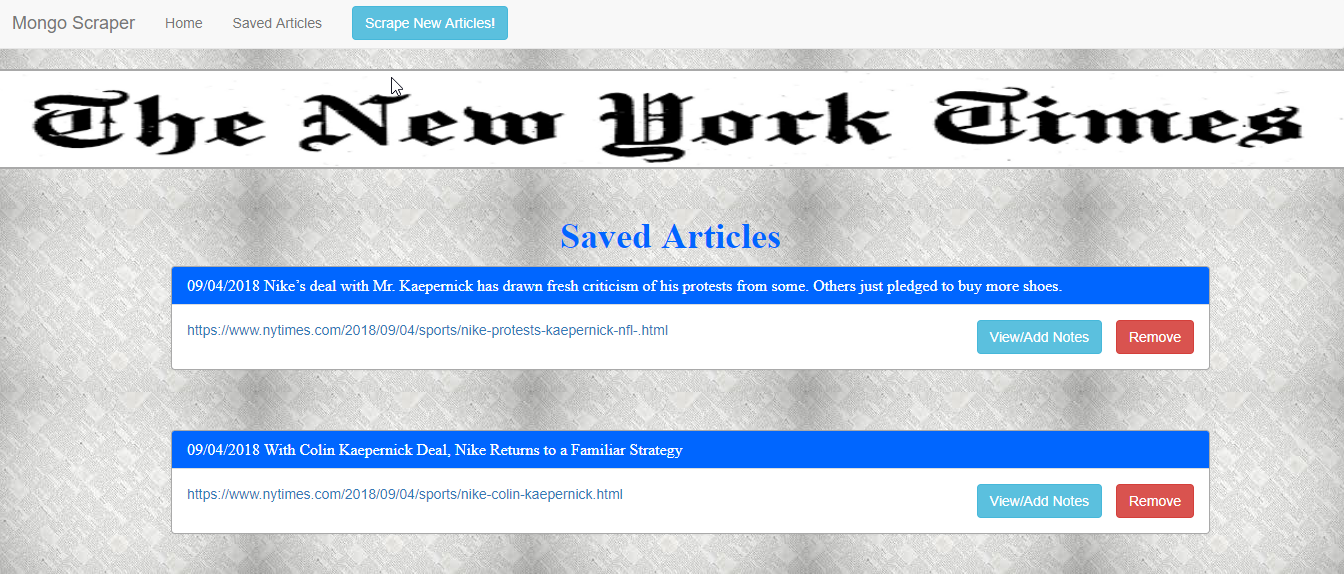 Mongo Scraper Home Saved Articles Scrape New Articles!
The New York Times
Saved Articles
09/04/2018 Nike’s deal with Mr. Kaepernick has drawn fresh criticism of his protests from some. Others just pledged to buy more shoes.
https://www.nytimes.com/2018/09/04/sports/nike-protests-kaepernick-nfl-.html View/Add Notes Remove
09/04/2018 With Colin Kaepernick Deal, Nike Returns to a Familiar Strategy
https://www.nytimes.com/2018/09/04/sports/nike-colin-kaepernick.html View/Add Notes Remove